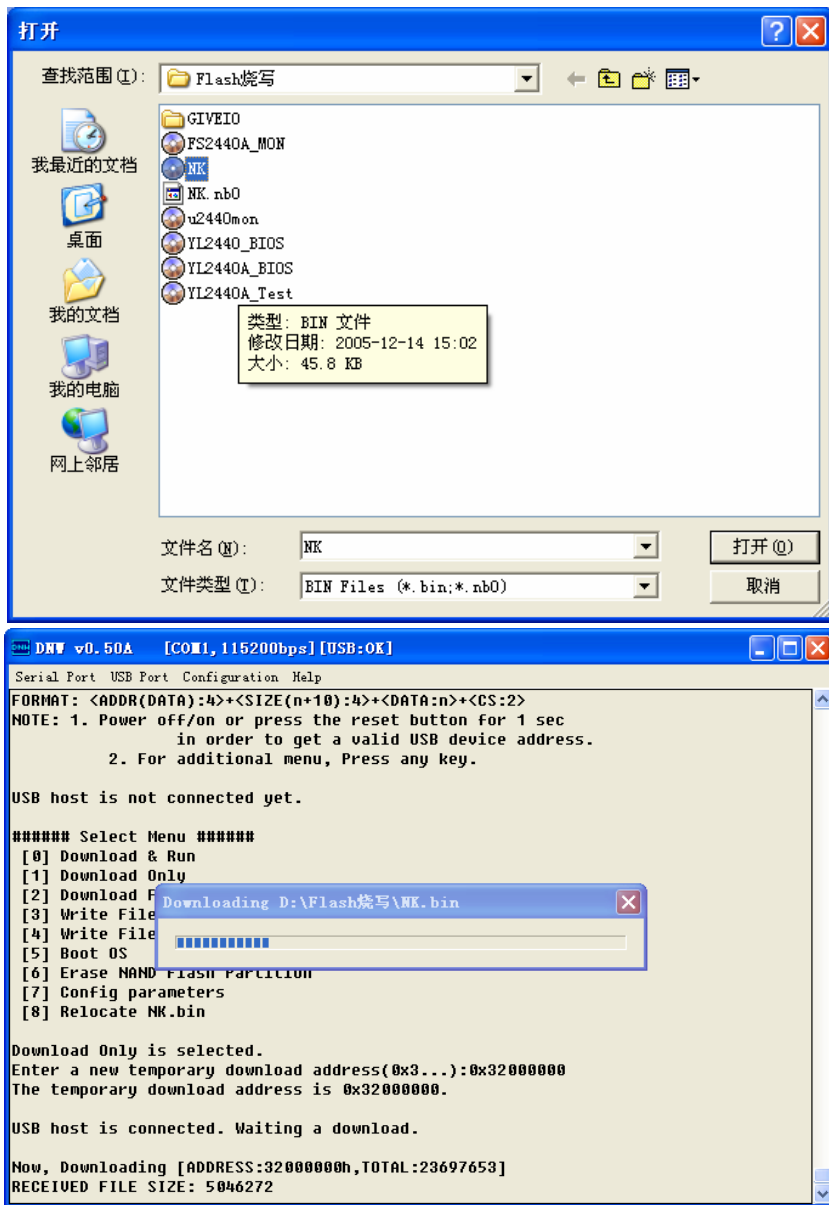 打开
查找范围(I):
Flash烧写
GIVEIO
FS2440A_MON
NK
NK.nb0
u2440mon
YL2440_BIOS
YL2440A_BIOS
YL2440A_Test
类型: BIN 文件
修改日期: 2005-12-14 15:02
大小: 45.8 KB
我最近的文档
桌面
我的文档
我的电脑
网上邻居
文件名(N):
NK
打开(O)
文件类型(T):
BIN Files (*.bin;*.nb0)
取消
DNW v0.50A [COM1,115200bps][USB:OK]
Serial Port USB Port Configuration Help
FORMAT: <ADDR(DATA):4>+<SIZE(n+10):4>+<DATA:n>+<CS:2>
NOTE: 1. Power off/on or press the reset button for 1 sec
in order to get a valid USB device address.
2. For additional menu, Press any key.
USB host is not connected yet.
###### Select Menu ######
[0] Download & Run
[1] Download Only
[2] Download F
[3] Write File
[4] Write File
[5] Boot OS
[6] Erase NAND Flash Partition
[7] Config parameters
[8] Relocate NK.bin
Downloading D:\Flash烧写\NK.bin
Download Only is selected.
Enter a new temporary download address(0x3...):0x32000000
The temporary download address is 0x32000000.
USB host is connected. Waiting a download.
Now, Downloading [ADDRESS:32000000h,TOTAL:23697653]
RECEIVED FILE SIZE: 5046272